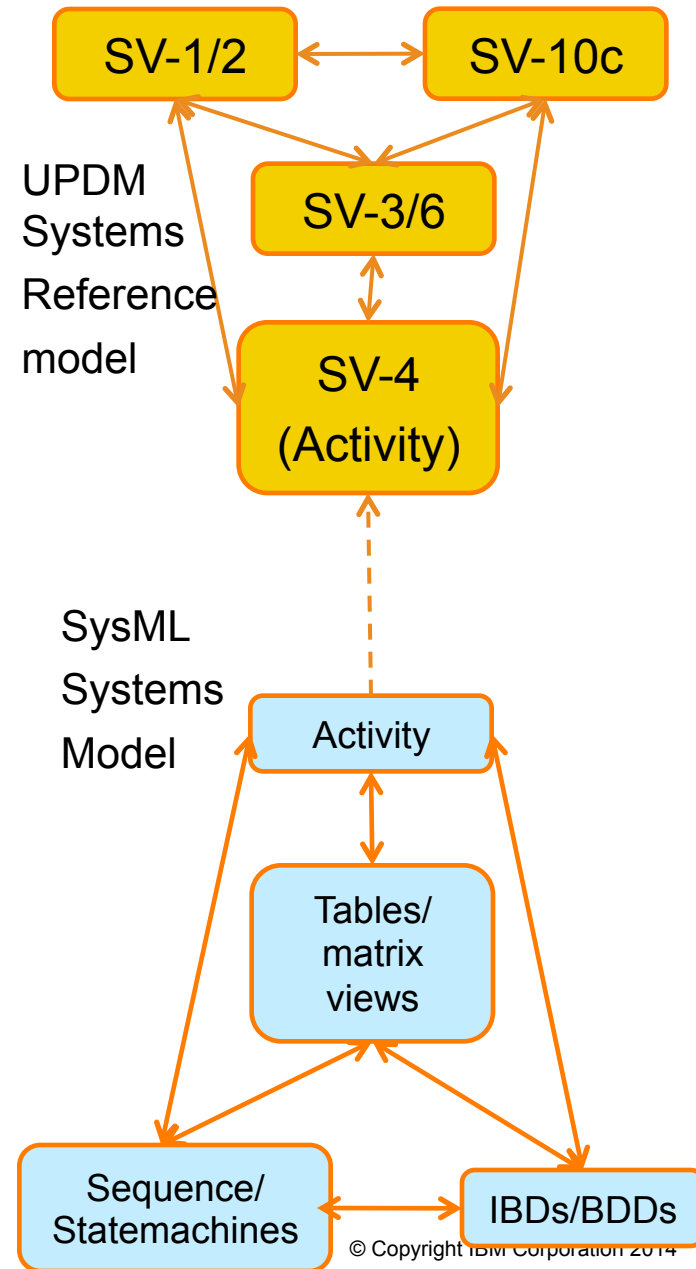 SV-1/2
SV-10c
UPDM
Systems
Reference
model
SV-3/6
SV-4
(Activity)
SysML
Systems
Model
Activity
Tables/
matrix
views
Sequence/
Statemachines
IBDs/BDDs
© Copyright IBM Corporation 2014